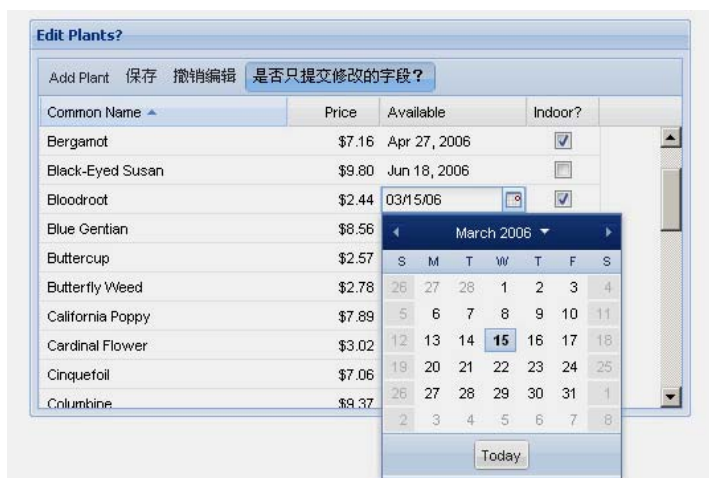 Edit Plants?
Add Plant 保存 撤销编辑 是否只提交修改的字段？
Common Name Price Available Indoor?
Bergamot $7.16 Apr 27, 2006
Black-Eyed Susan $9.80 Jun 18, 2006
Bloodroot $2.44 03/15/06
Blue Gentian $8.56
March 2006
Buttercup $2.57
S M T W T F S
Butterfly Weed $2.78
26 27 28 1 2 3 4
California Poppy $7.89
5 6 7 8 9 10 11
Cardinal Flower $3.02
12 13 14 15 16 17 18
Cinquefoil $7.06
19 20 21 22 23 24 25
Columbine $9.37
26 27 28 29 30 31 1
2 3 4 5 6 7 8
Today